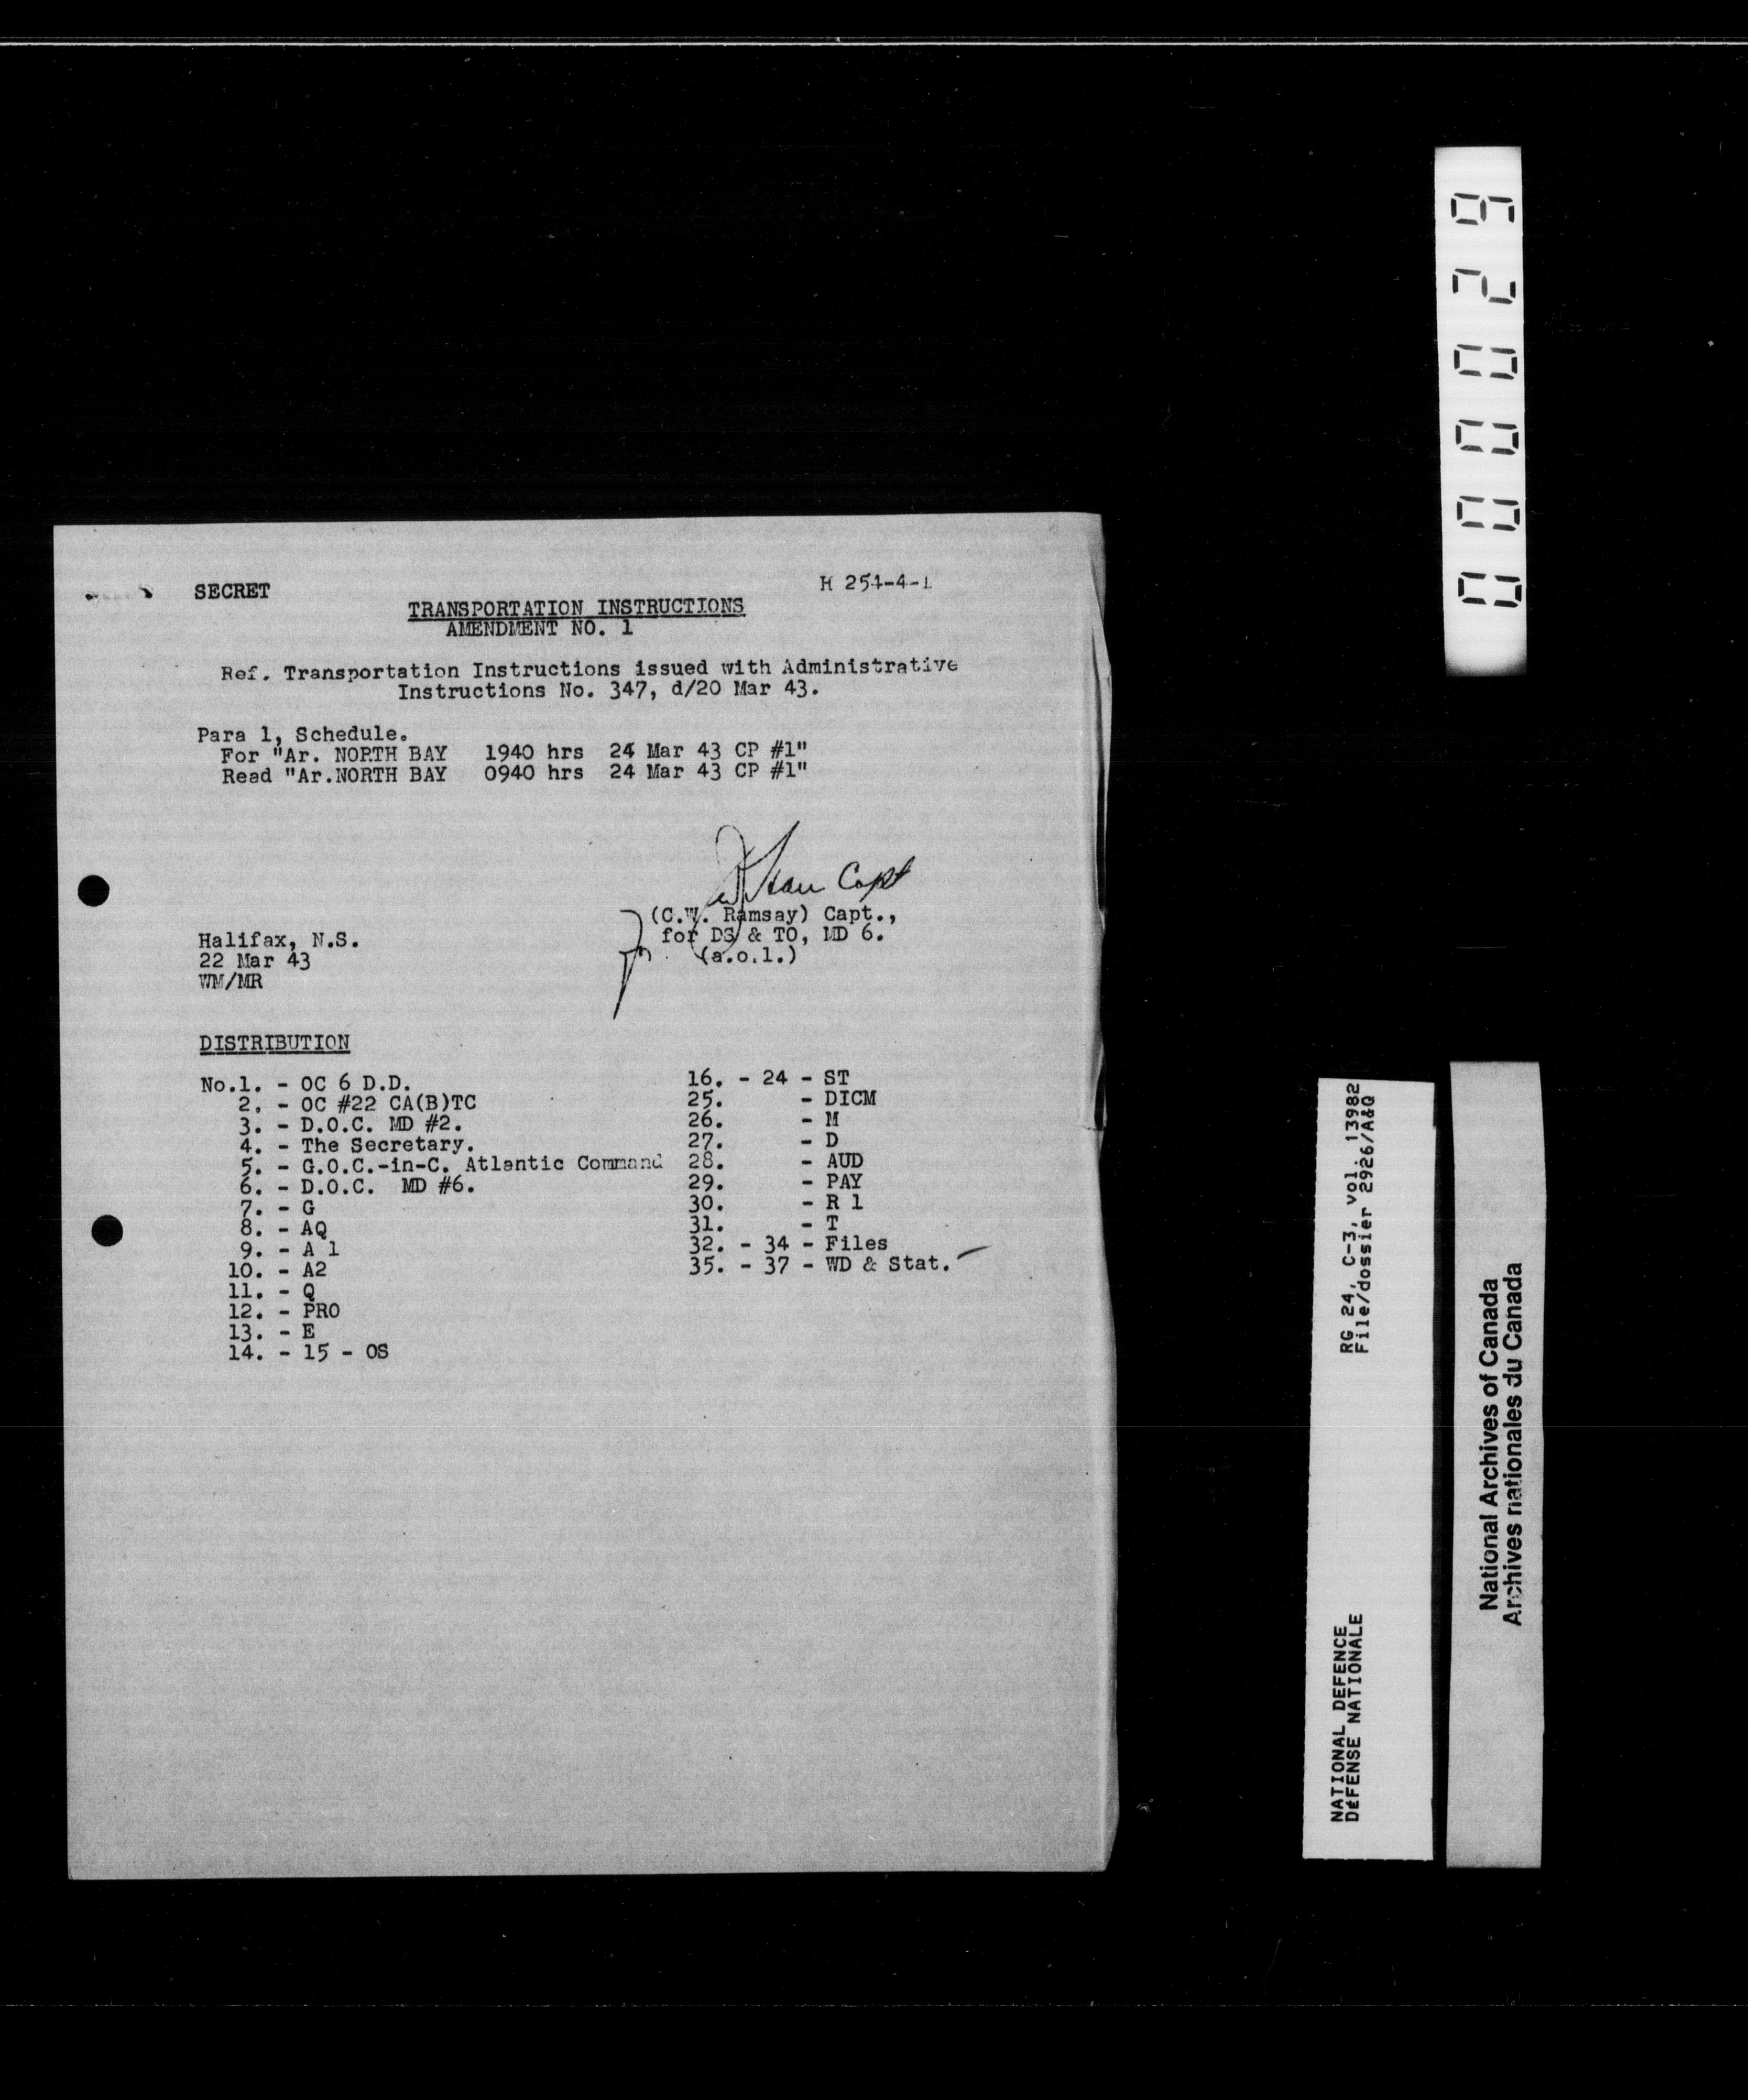 SECRET
H 254-4-1
TRANSPORTATION INSTRUCTIONS
AMENDMENT NO. 1
Ref. Transportation Instructions issued with Administrative
Instructions No. 347, d/20 Mar 43.
Para 1, Schedule.
For "Ar. NORTH BAY 1940 hrs 24 Mar 43 CP #1"
Read "Ar.NORTH BAY 0940 hrs 24 Mar 43 CP #1"
Capt
(C.W. Ramsay) Capt.,
for DS & TO, MD 6.
(a.o.l.)
Halifax, N.S.
22 Mar 43
WM/MR
DISTRIBUTION
No.1. - OC 6 D.D.
2. - OC #22 CA(B)TC
3. - D.O.C. MD #2.
4. - The Secretary.
5. - G.O.C.-in-C. Atlantic Command
6. - D.O.C. MD #6.
7. - G
8. - AQ
9. - A 1
10. - A2
11. - Q
12. - PRO
13. - E
14. - 15 - OS
16. - 24 - ST
25. - DICM
26. - M
27. - D
28. - AUD
29. - PAY
30. - R 1
31. - T
32. - 34 - Files
35. - 37 - WD & Stat.
000029
NATIONAL DEFENCE
DéFENSE NATIONALE
RG 24, C-3, vol. 13982
File/dossier 2926/A&Q
National Archives of Canada
Archives nationales du Canada